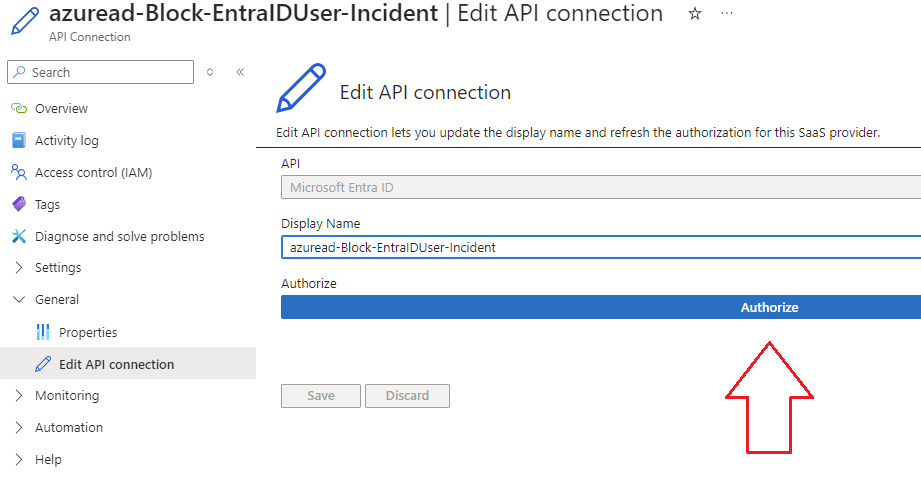 azuread-Block-EntraIDUser-Incident | Edit API connection
API Connection
Search
Overview
Activity log
Access control (IAM)
Tags
Diagnose and solve problems
Settings
General
Properties
Edit API connection
Monitoring
Automation
Help
Edit API connection
Edit API connection lets you update the display name and refresh the authorization for this SaaS provider.
API
Microsoft Entra ID
Display Name
azuread-Block-EntraIDUser-Incident
Authorize
Authorize
Save
Discard